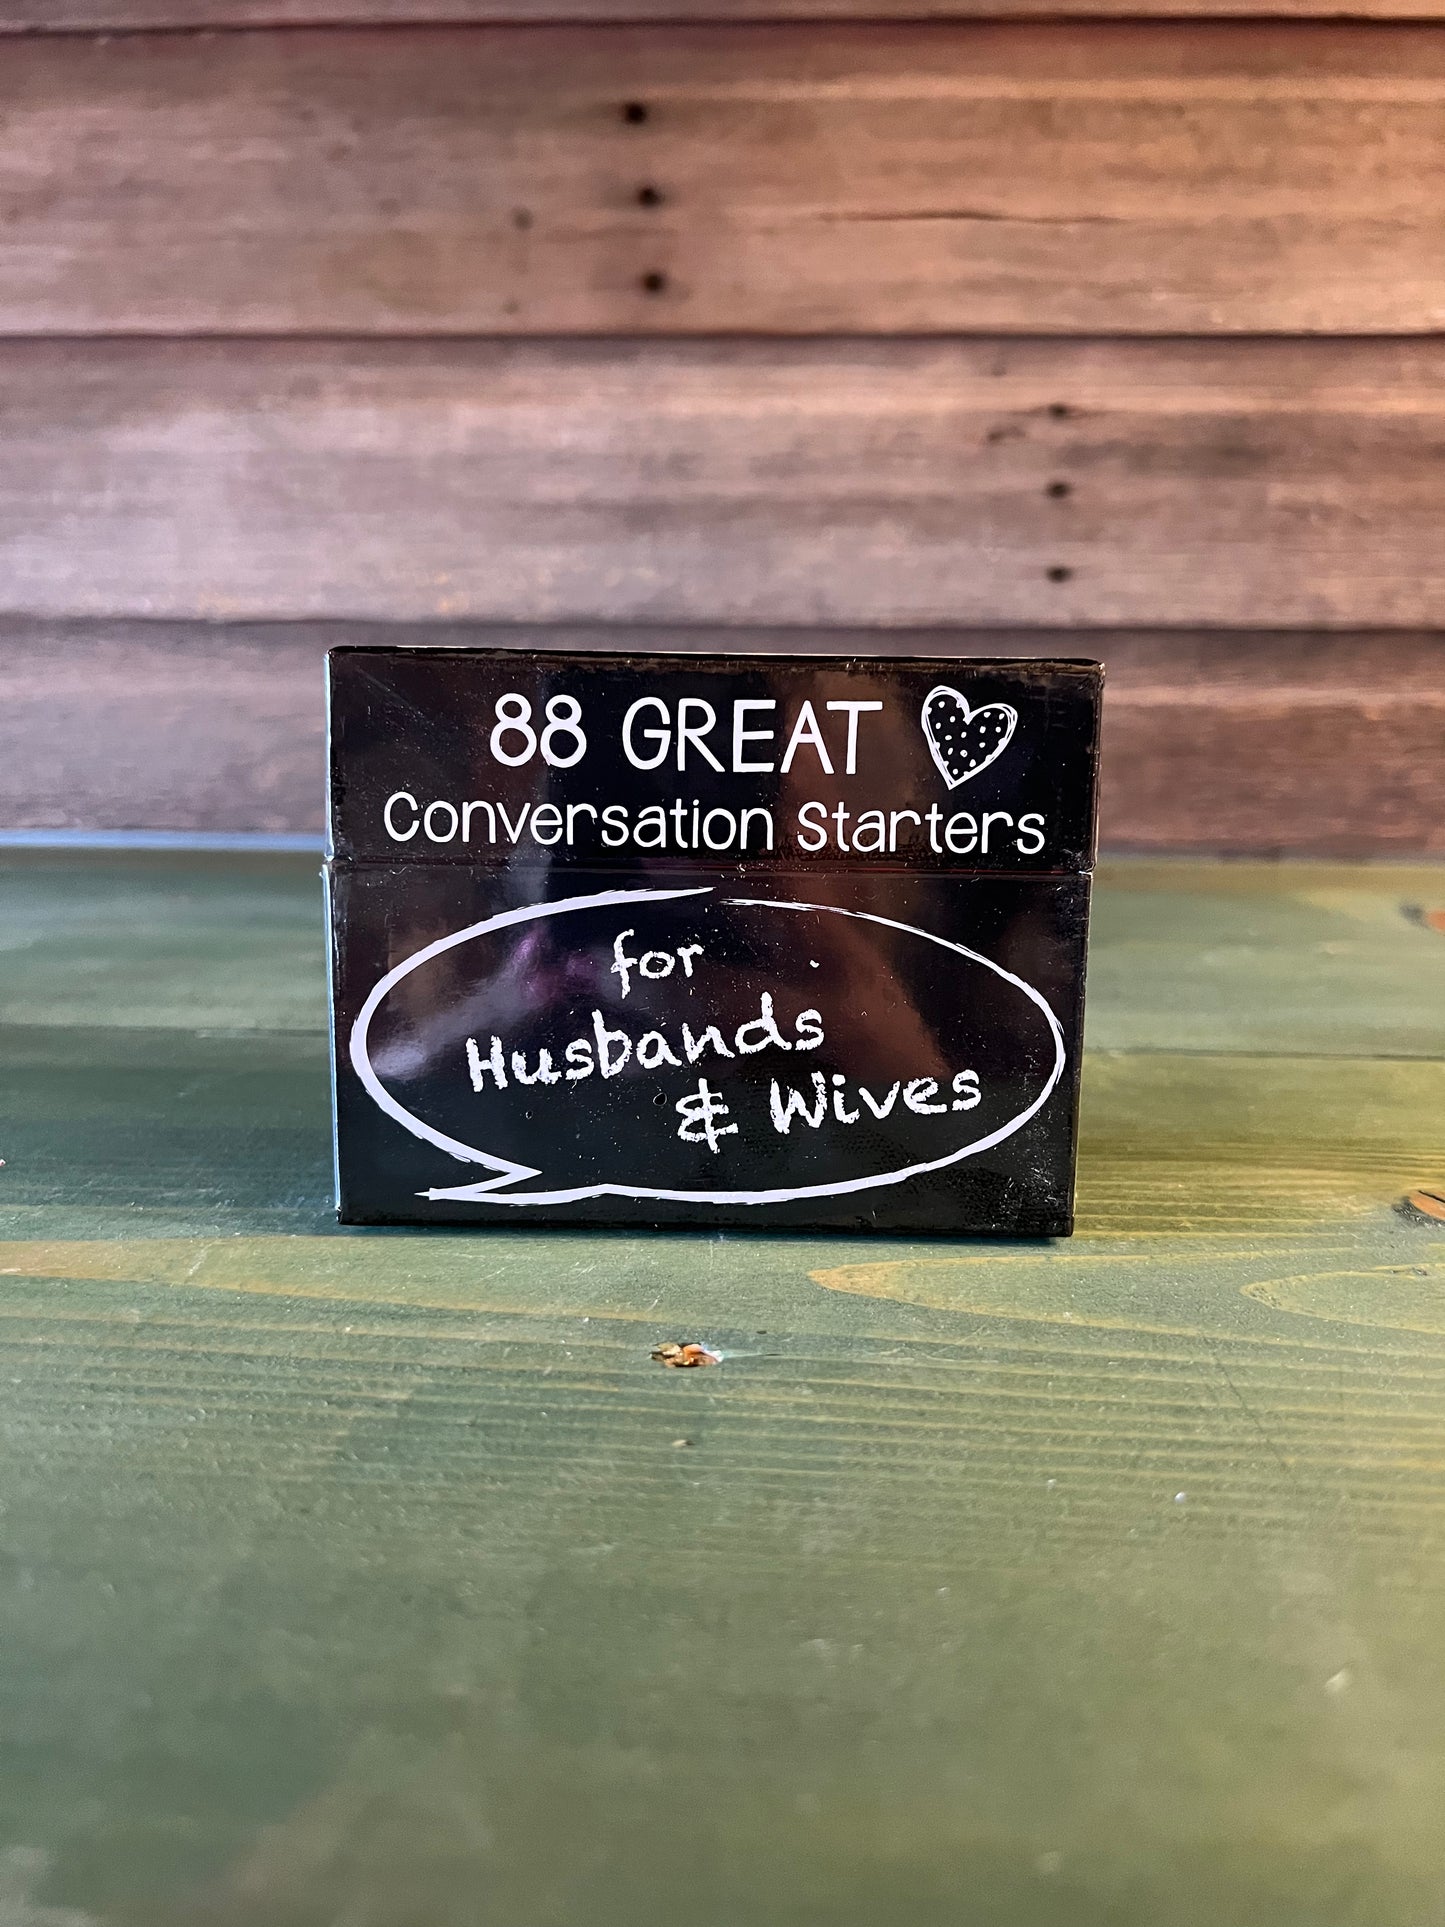 88 GREAT
Conversation Starters
for
Husbands
& Wives